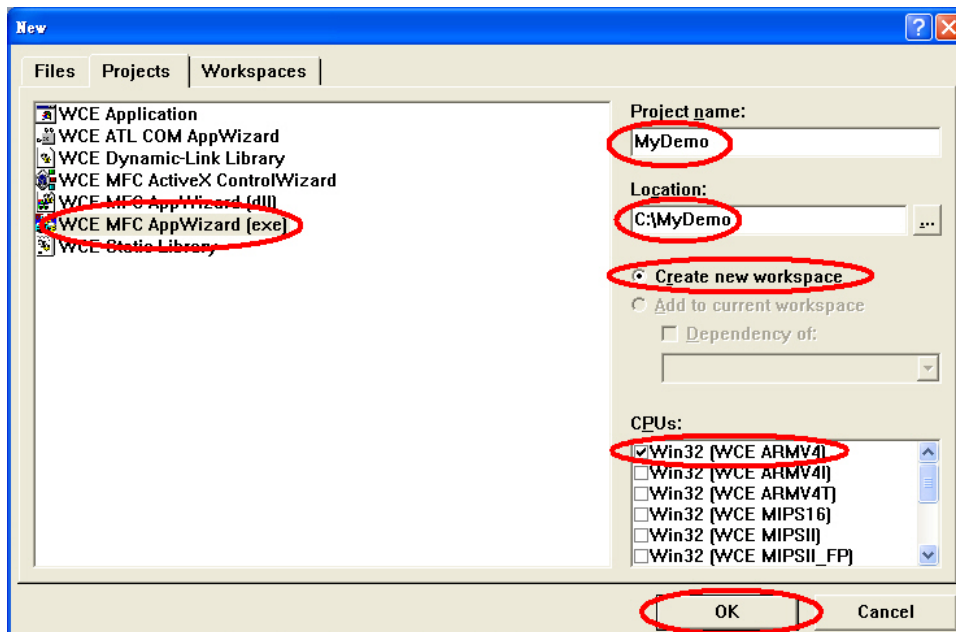 New
Files
Projects
Workspaces
WCE Application
WCE ATL COM AppWizard
WCE Dynamic-Link Library
WCE MFC ActiveX ControlWizard
WCE MFC AppWizard (dll)
WCE MFC AppWizard (exe)
WCE Static Library
Project name:
MyDemo
Location:
C:\MyDemo
...
Create new workspace
Add to current workspace
Dependency of:
CPUs:
Win32 (WCE ARMV4)
Win32 (WCE ARMV4I)
Win32 (WCE ARMV4T)
Win32 (WCE MIPS16)
Win32 (WCE MIPSII)
Win32 (WCE MIPSII_FP)
OK
Cancel